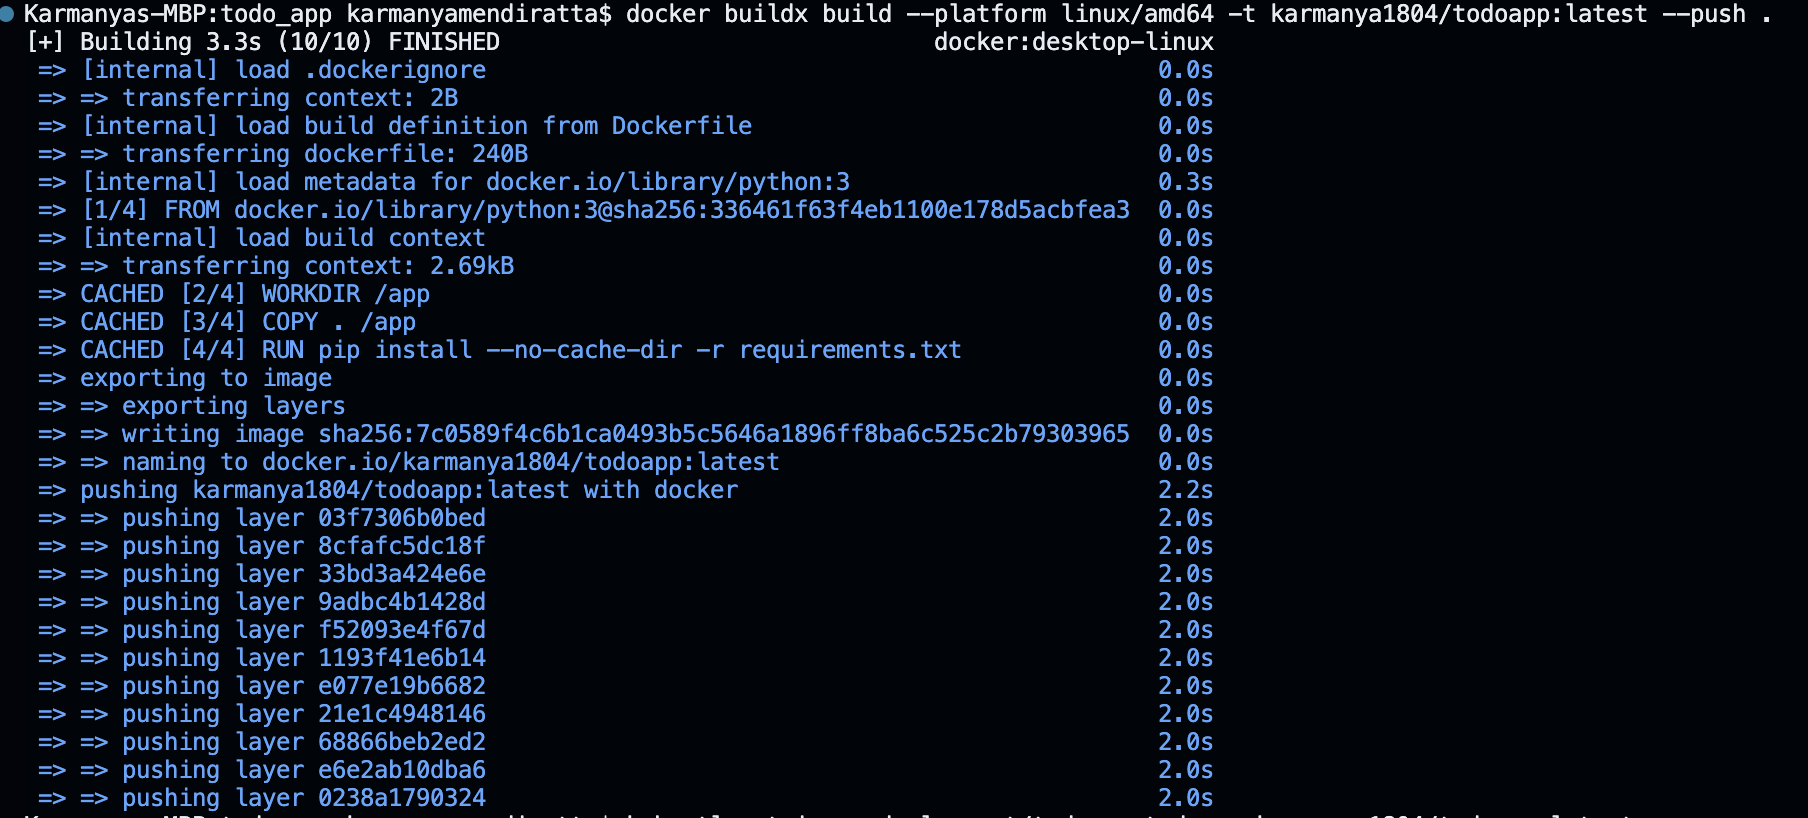 Karmanyas-MBP:todo_app karmanyamendiratta$ docker buildx build --platform linux/amd64 -t karmanya1804/todoapp:latest --push .
[+] Building 3.3s (10/10) FINISHED docker:desktop-linux
=> [internal] load .dockerignore 0.0s
=> => transferring context: 2B 0.0s
=> [internal] load build definition from Dockerfile 0.0s
=> => transferring dockerfile: 240B 0.0s
=> [internal] load metadata for docker.io/library/python:3 0.3s
=> [1/4] FROM docker.io/library/python:3@sha256:336461f63f4eb1100e178d5acbfea3 0.0s
=> [internal] load build context 0.0s
=> => transferring context: 2.69kB 0.0s
=> CACHED [2/4] WORKDIR /app 0.0s
=> CACHED [3/4] COPY . /app 0.0s
=> CACHED [4/4] RUN pip install --no-cache-dir -r requirements.txt 0.0s
=> exporting to image 0.0s
=> => exporting layers 0.0s
=> => writing image sha256:7c0589f4c6b1ca0493b5c5646a1896ff8ba6c525c2b79303965 0.0s
=> => naming to docker.io/karmanya1804/todoapp:latest 0.0s
=> pushing karmanya1804/todoapp:latest with docker 2.2s
=> => pushing layer 03f7306b0bed 2.0s
=> => pushing layer 8cfafc5dc18f 2.0s
=> => pushing layer 33bd3a424e6e 2.0s
=> => pushing layer 9adbc4b1428d 2.0s
=> => pushing layer f52093e4f67d 2.0s
=> => pushing layer 1193f41e6b14 2.0s
=> => pushing layer e077e19b6682 2.0s
=> => pushing layer 21e1c4948146 2.0s
=> => pushing layer 68866beb2ed2 2.0s
=> => pushing layer e6e2ab10dba6 2.0s
=> => pushing layer 0238a1790324 2.0s